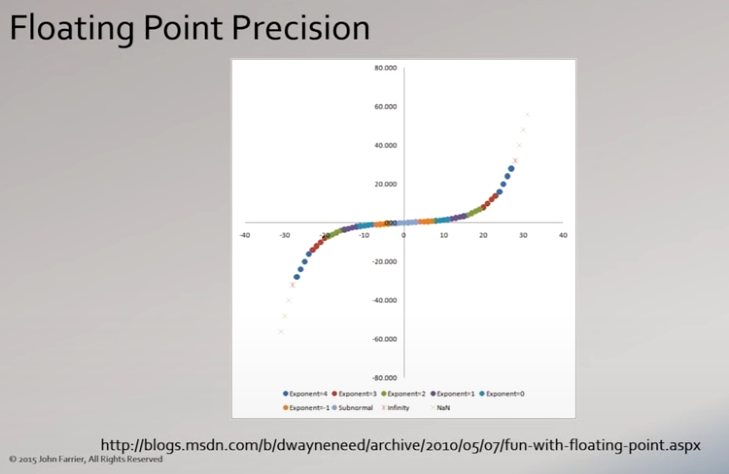 Floating Point Precision
80.000
60.000
40.000
20.000
.000
-40 -30 -20 -10 0 10 20 30 40
-20.000
-40.000
-60.000
-80.000
Exponent=4 Exponent=3 Exponent=2 Exponent=1 Exponent=0
Exponent=-1 Subnormal Infinity NaN
http://blogs.msdn.com/b/dwayneneed/archive/2010/05/07/fun-with-floating-point.aspx
© 2015 John Farrier, All Rights Reserved